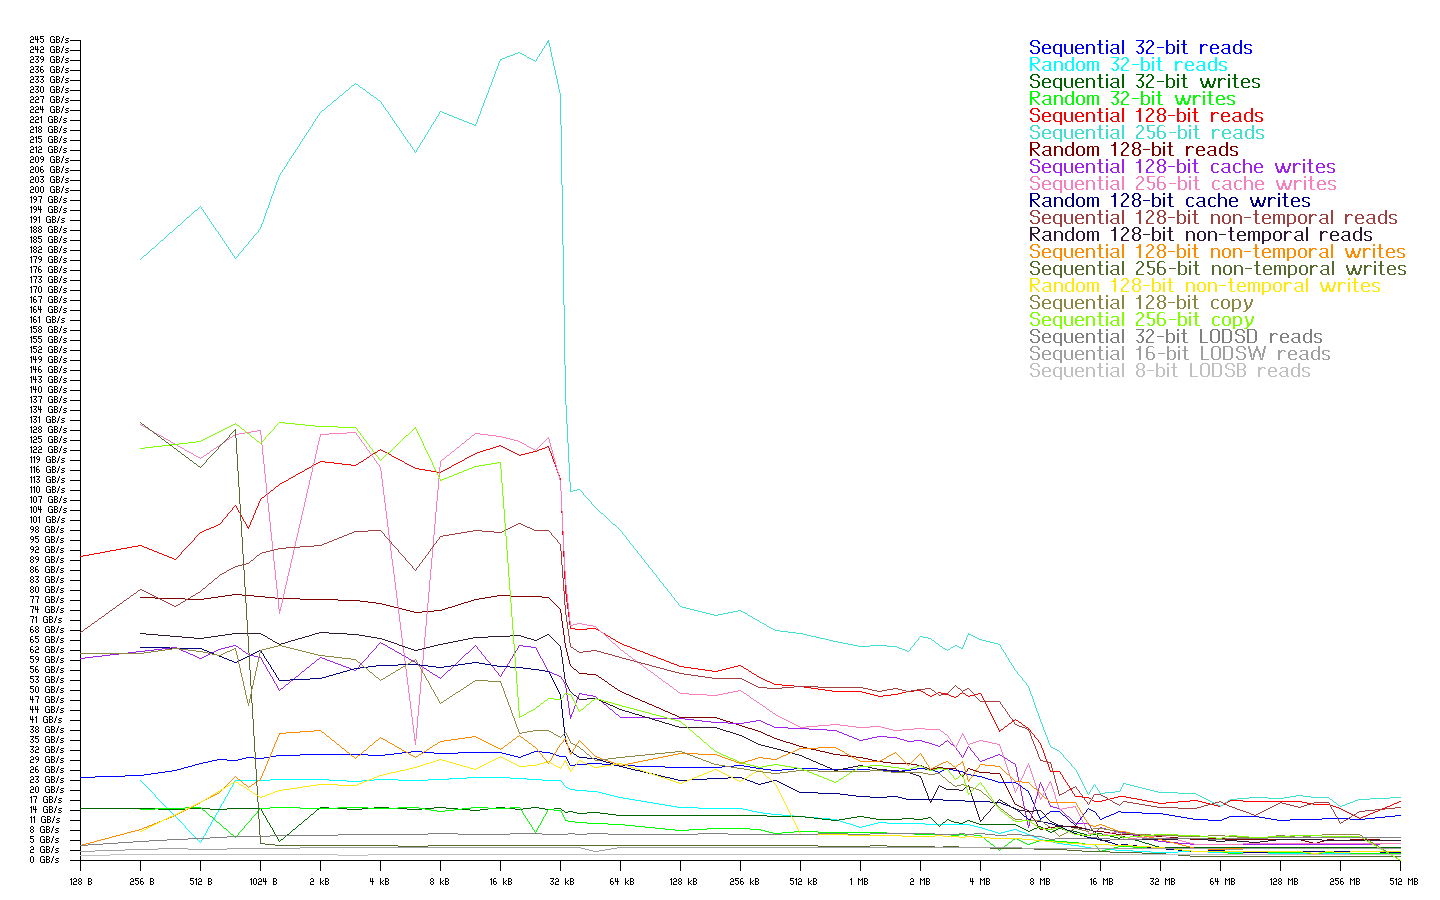 245 GB/s
242 GB/s
239 GB/s
236 GB/s
233 GB/s
230 GB/s
227 GB/s
224 GB/s
221 GB/s
218 GB/s
215 GB/s
212 GB/s
209 GB/s
206 GB/s
203 GB/s
200 GB/s
197 GB/s
194 GB/s
191 GB/s
188 GB/s
185 GB/s
182 GB/s
179 GB/s
176 GB/s
173 GB/s
170 GB/s
167 GB/s
164 GB/s
161 GB/s
158 GB/s
155 GB/s
152 GB/s
149 GB/s
146 GB/s
143 GB/s
140 GB/s
137 GB/s
134 GB/s
131 GB/s
128 GB/s
125 GB/s
122 GB/s
119 GB/s
116 GB/s
113 GB/s
110 GB/s
107 GB/s
104 GB/s
101 GB/s
98 GB/s
95 GB/s
92 GB/s
89 GB/s
86 GB/s
83 GB/s
80 GB/s
77 GB/s
74 GB/s
71 GB/s
68 GB/s
65 GB/s
62 GB/s
59 GB/s
56 GB/s
53 GB/s
50 GB/s
47 GB/s
44 GB/s
41 GB/s
38 GB/s
35 GB/s
32 GB/s
29 GB/s
26 GB/s
23 GB/s
20 GB/s
17 GB/s
14 GB/s
11 GB/s
8 GB/s
5 GB/s
2 GB/s
0 GB/s
128 B 256 B 512 B 1024 B 2 kB 4 kB 8 kB 16 kB 32 kB 64 kB 128 kB 256 kB 512 kB 1 MB 2 MB 4 MB 8 MB 16 MB 32 MB 64 MB 128 MB 256 MB 512 MB
Sequential 32-bit reads
Random 32-bit reads
Sequential 32-bit writes
Random 32-bit writes
Sequential 128-bit reads
Sequential 256-bit reads
Random 128-bit reads
Sequential 128-bit cache writes
Sequential 256-bit cache writes
Random 128-bit cache writes
Sequential 128-bit non-temporal reads
Random 128-bit non-temporal reads
Sequential 128-bit non-temporal writes
Sequential 256-bit non-temporal writes
Random 128-bit non-temporal writes
Sequential 128-bit copy
Sequential 256-bit copy
Sequential 32-bit LODSD reads
Sequential 16-bit LODSW reads
Sequential 8-bit LODSB reads